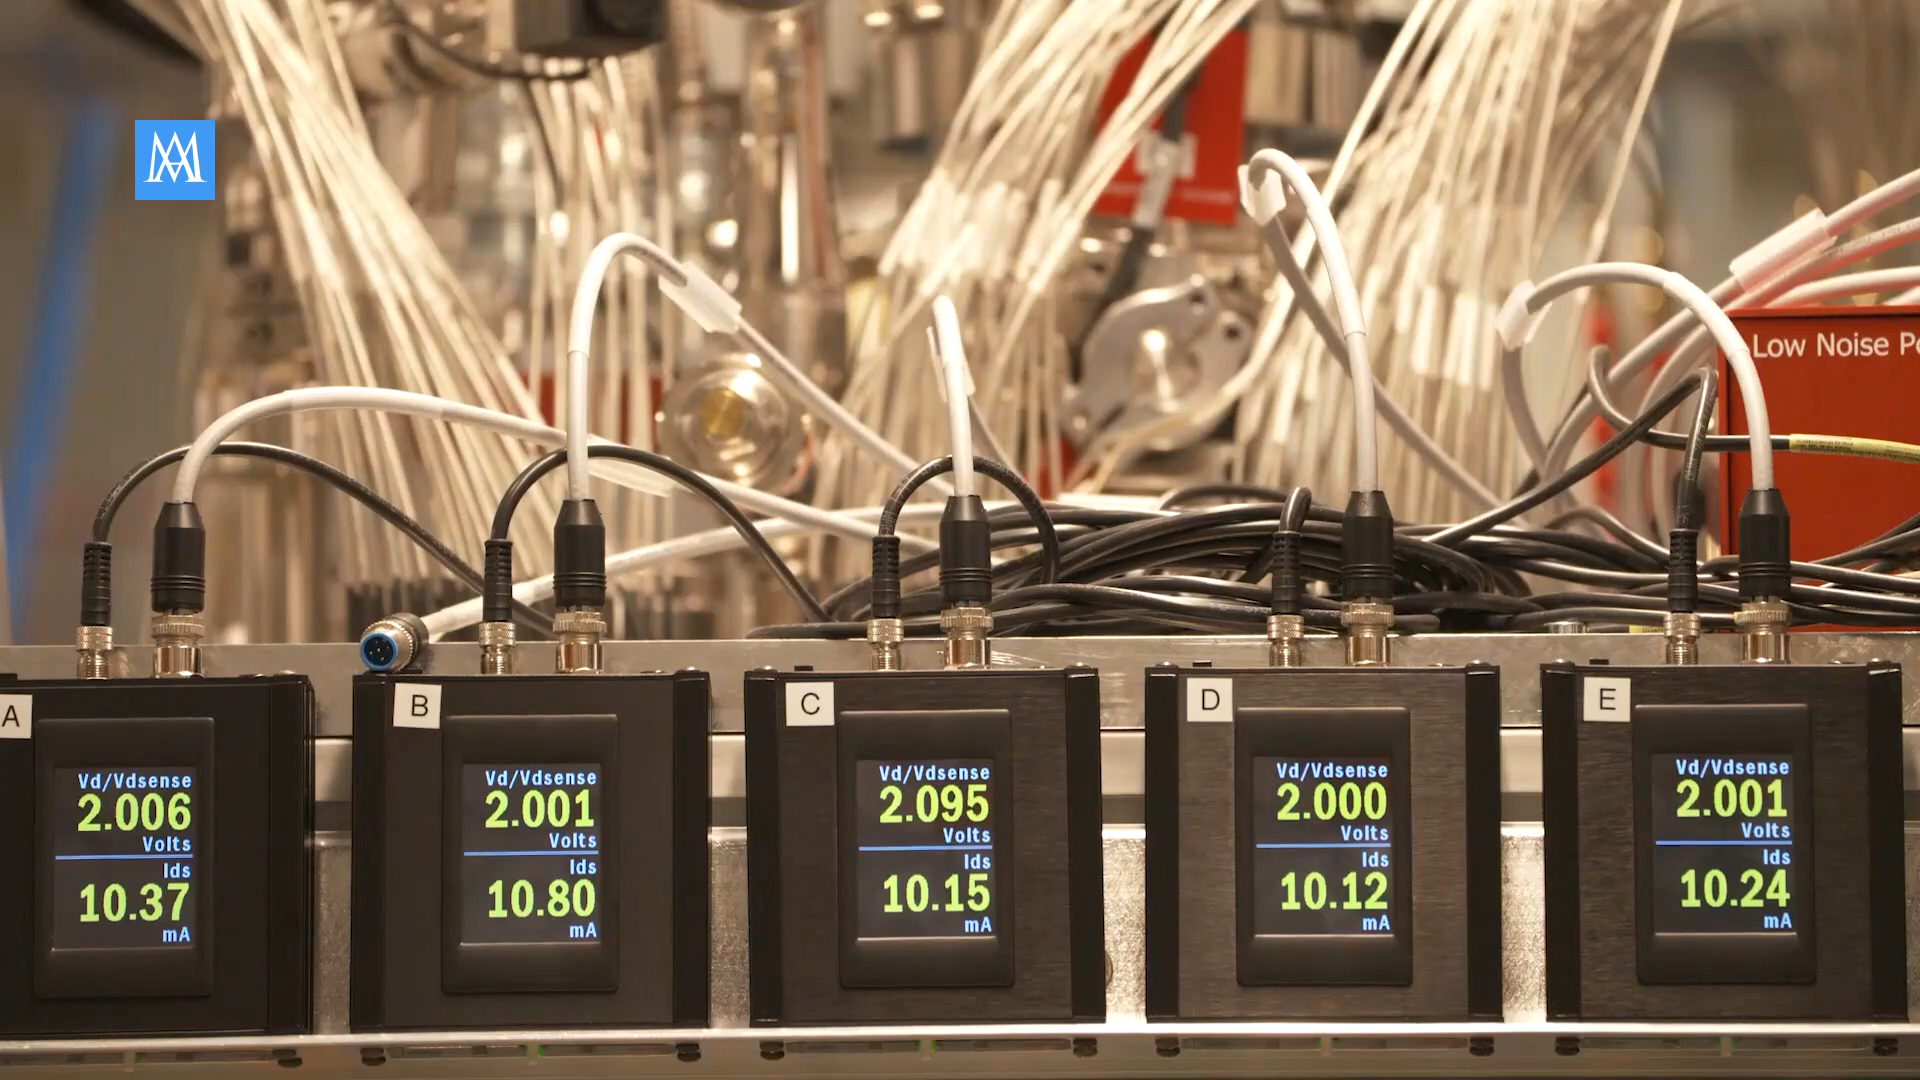 Low Noise
A
Vd/Vdsense
2.006
Volts
Ids
10.37
mA
B
Vd/Vdsense
2.001
Volts
Ids
10.80
mA
C
Vd/Vdsense
2.095
Volts
Ids
10.15
mA
D
Vd/Vdsense
2.000
Volts
Ids
10.12
mA
E
Vd/Vdsense
2.001
Volts
Ids
10.24
mA